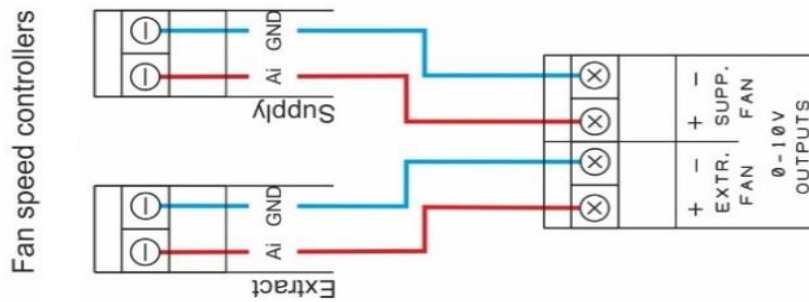 Fan speed controllers
GND
Ai
Supply
GND
Ai
Extract
−
+
SUPP.
FAN
−
+
EXTR.
FAN
0-10V
OUTPUTS